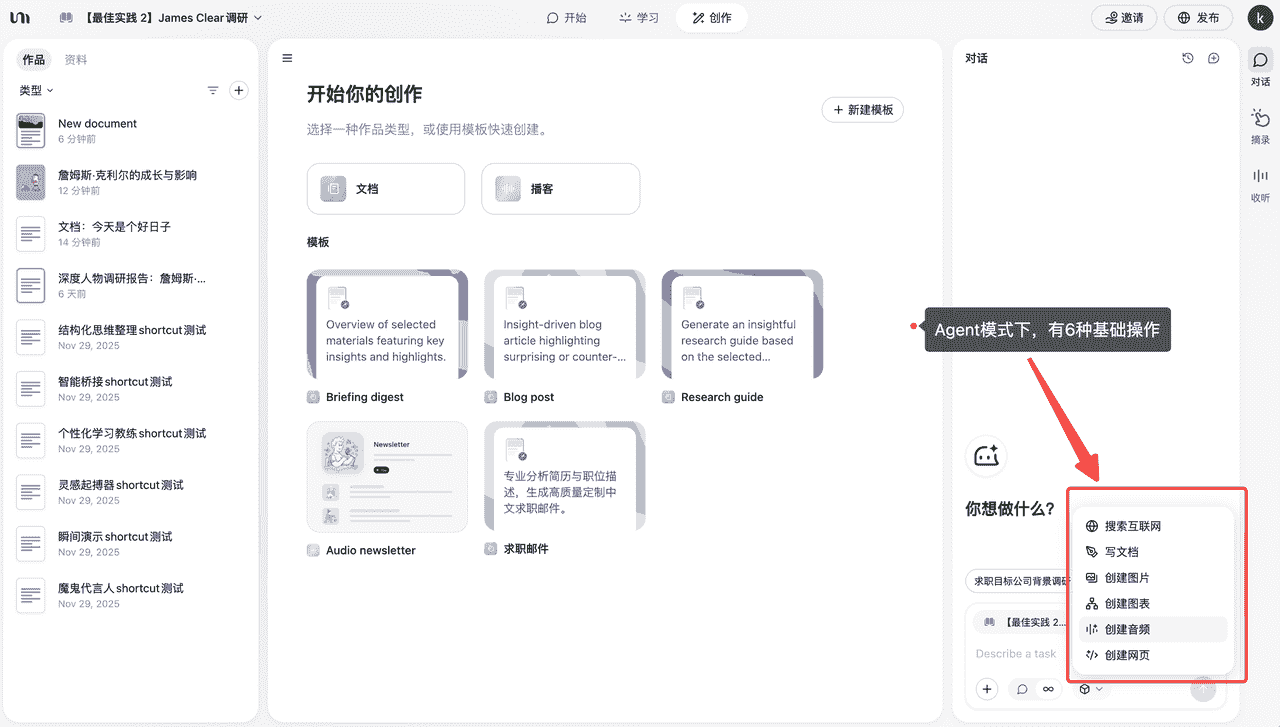 【最佳实践 2】James Clear调研
开始
学习
创作
邀请
发布
k
作品
资料
类型
New document
6 分钟前
詹姆斯·克利尔的成长与影响
12 分钟前
文档：今天是个好日子
14 分钟前
深度人物调研报告：詹姆斯·...
6 天前
结构化思维整理shortcut测试
Nov 29, 2025
智能桥接shortcut测试
Nov 29, 2025
个性化学习教练shortcut测试
Nov 29, 2025
灵感起搏器shortcut测试
Nov 29, 2025
瞬间演示shortcut测试
Nov 29, 2025
魔鬼代言人shortcut测试
Nov 29, 2025
开始你的创作
选择一种作品类型，或使用模板快速创建。
新建模板
文档
播客
模板
Overview of selected
materials featuring key
insights and highlights.
Briefing digest
Insight-driven blog
article highlighting
surprising or counter-...
Blog post
Generate an insightful
research guide based
on the selected...
Research guide
Newsletter
Audio newsletter
专业分析简历与职位描
述，生成高质量定制中
文求职邮件。
求职邮件
对话
Agent模式下，有6种基础操作
你想做什么?
求职目标公司背景调研
【最佳实践 2...
Describe a task
搜索互联网
写文档
创建图片
创建图表
创建音频
创建网页
对话
摘录
收听